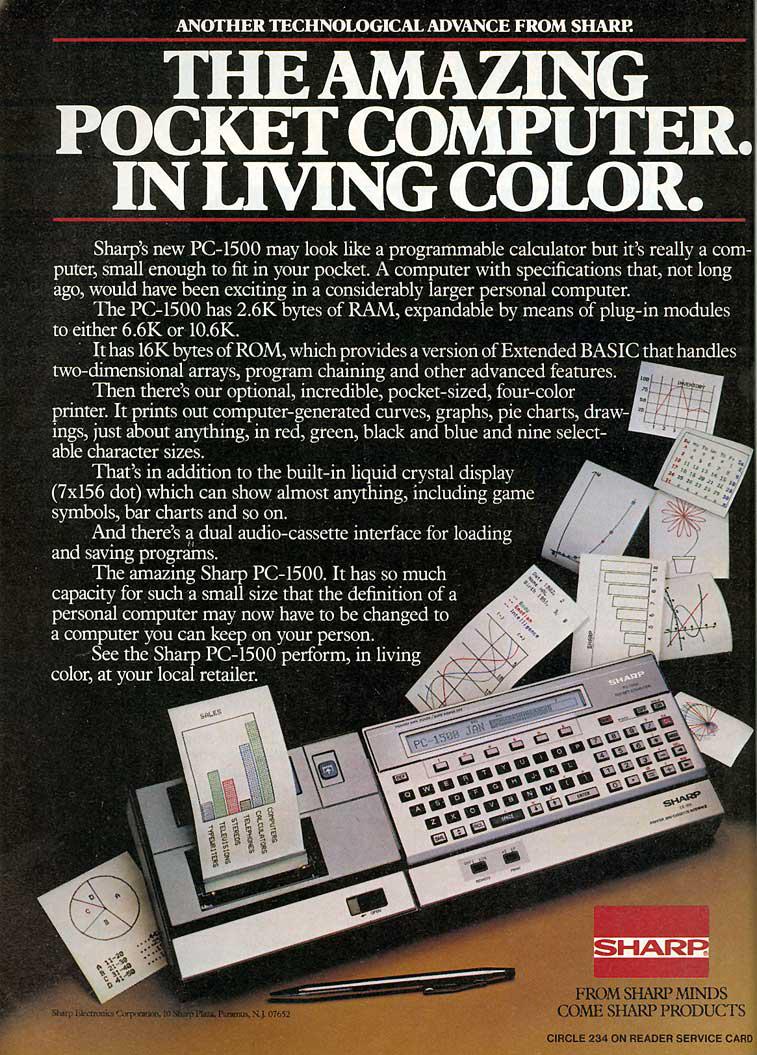 ANOTHER TECHNOLOGICAL ADVANCE FROM SHARP.
THE AMAZING
POCKET COMPUTER.
IN LIVING COLOR.
Sharp's new PC-1500 may look like a programmable calculator but it's really a com-
puter, small enough to fit in your pocket. A computer with specifications that, not long
ago, would have been exciting in a considerably larger personal computer.
The PC-1500 has 2.6K bytes of RAM, expandable by means of plug-in modules
to either 6.6K or 10.6K.
It has 16K bytes of ROM, which provides a version of Extended BASIC that handles
two-dimensional arrays, program chaining and other advanced features.
Then there's our optional, incredible, pocket-sized, four-color
printer. It prints out computer-generated curves, graphs, pie charts, draw-
ings, just about anything, in red, green, black and blue and nine select-
able character sizes.
That's in addition to the built-in liquid crystal display
(7x156 dot) which can show almost anything, including game
symbols, bar charts and so on.
And there's a dual audio-cassette interface for loading
and saving programs.
The amazing Sharp PC-1500. It has so much
capacity for such a small size that the definition of a
personal computer may now have to be changed to
a computer you can keep on your person.
See the Sharp PC-1500 perform, in living
color, at your local retailer.
INVENTORY
SHARP
PC-1500 JAN
SALES
COMPUTERS
CALCULATORS
TELEPHONES
STEREOS
TELEVISIONS
TYPEWRITERS
Q W E R T Y U I O P
A S D F G H J K L
Z X C V B N M
SPACE
ENTER
SHARP
OPEN
D A
C B
SHARP
FROM SHARP MINDS
COME SHARP PRODUCTS
Sharp Electronics Corporation, 10 Sharp Plaza, Paramus, N.J. 07652
CIRCLE 234 ON READER SERVICE CARD